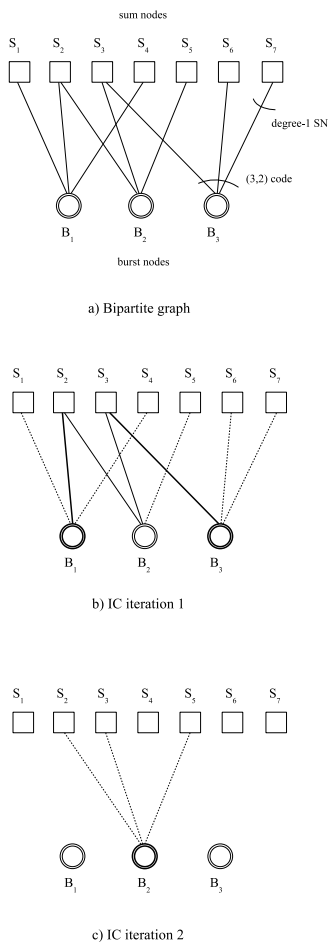 sum nodes
S1 S2 S3 S4 S5 S6 S7
degree-1 SN
(3,2) code
B1 B2 B3
burst nodes
a) Bipartite graph
S1 S2 S3 S4 S5 S6 S7
B1 B2 B3
b) IC iteration 1
S1 S2 S3 S4 S5 S6 S7
B1 B2 B3
c) IC iteration 2